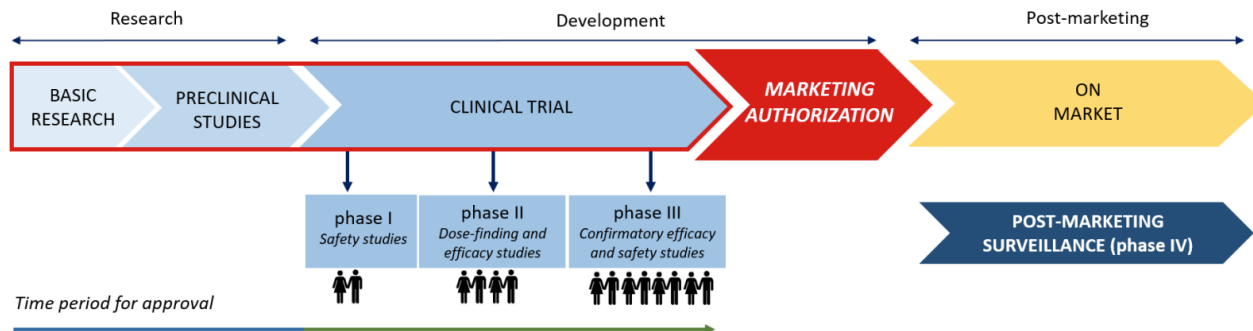 Research
Development
Post-marketing
BASIC
RESEARCH
PRECLINICAL
STUDIES
CLINICAL TRIAL
MARKETING
AUTHORIZATION
ON
MARKET
phase I
Safety studies
phase II
Dose-finding and
efficacy studies
phase III
Confirmatory efficacy
and safety studies
POST-MARKETING
SURVEILLANCE (phase IV)
Time period for approval